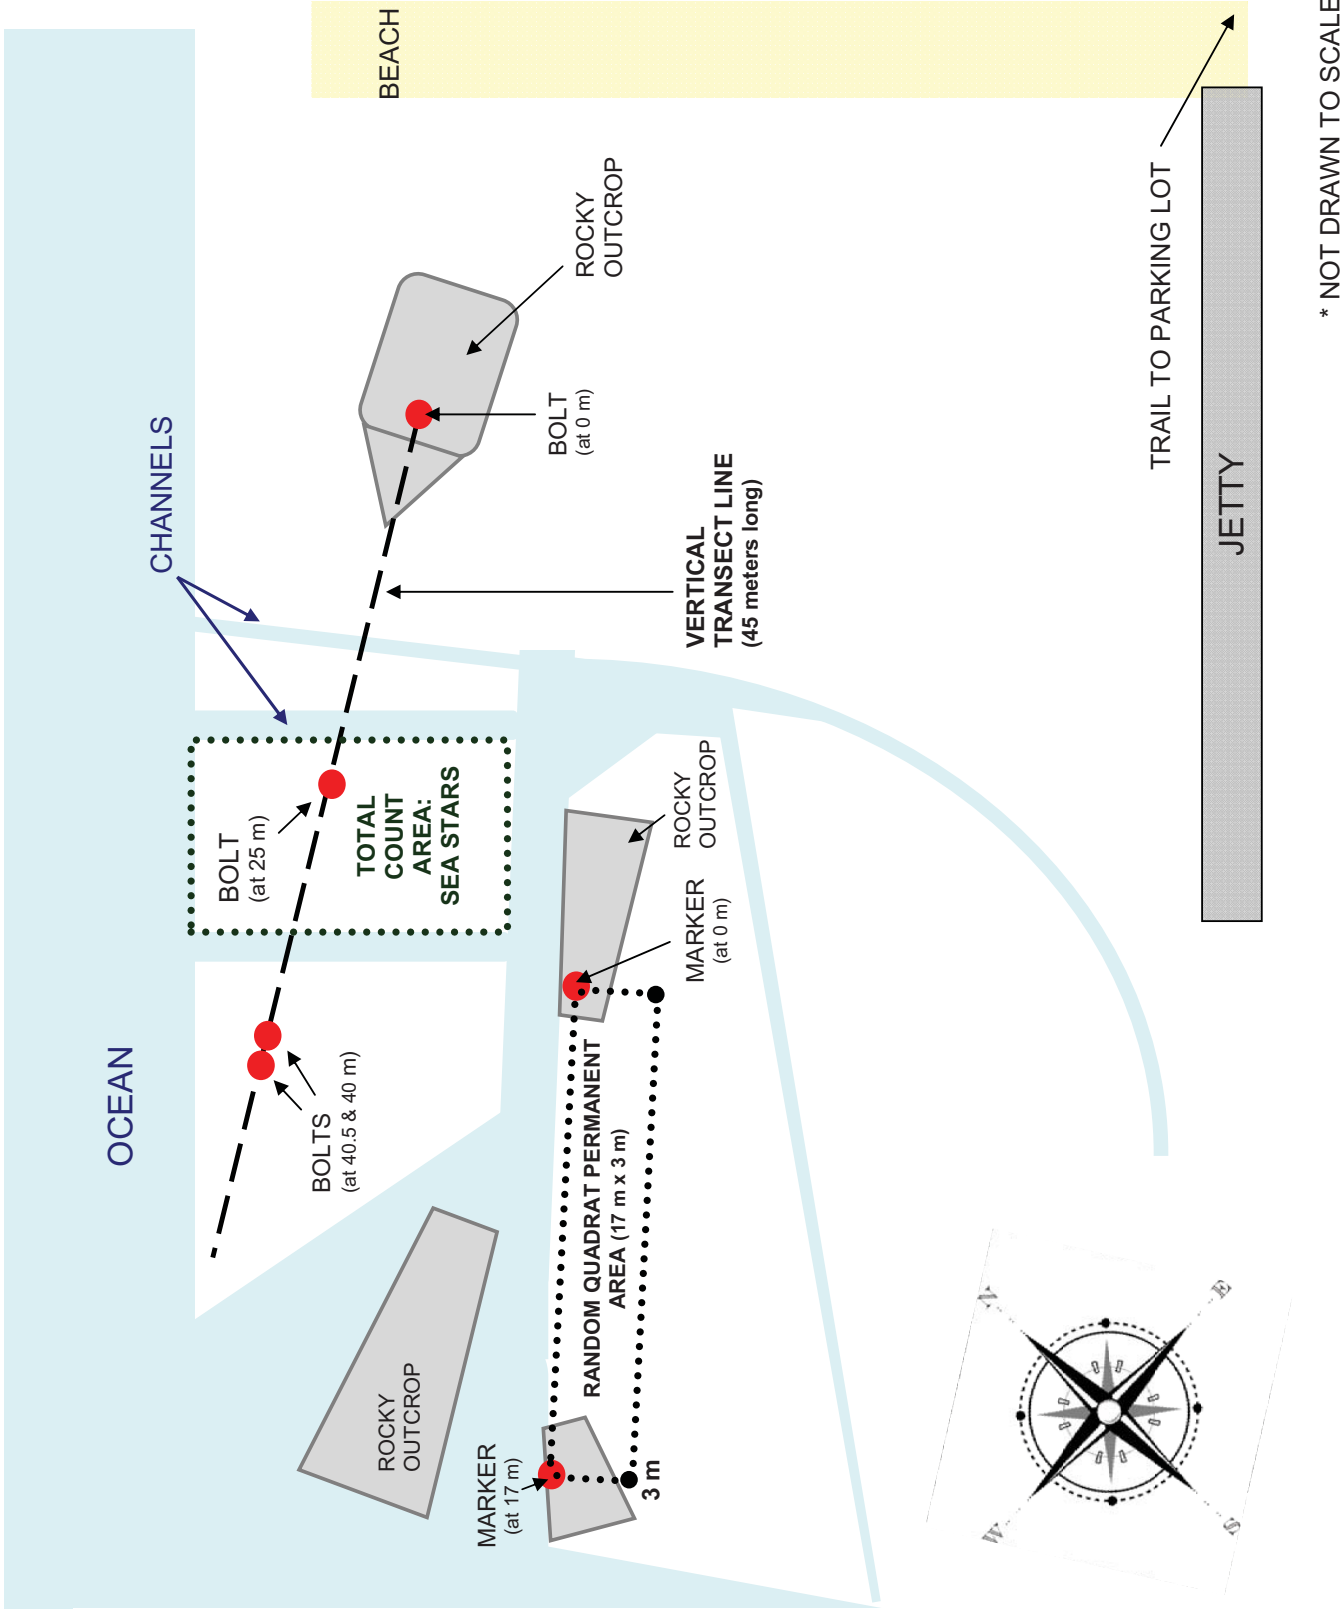 OCEAN
CHANNELS
BEACH
BOLT
(at 25 m)
BOLTS
(at 40.5 & 40 m)
TOTAL
COUNT
AREA:
SEA STARS
ROCKY
OUTCROP
BOLT
(at 0 m)
VERTICAL
TRANSECT LINE
(45 meters long)
ROCKY
OUTCROP
MARKER
(at 17 m)
3 m
RANDOM QUADRAT PERMANENT
AREA (17 m x 3 m)
MARKER
(at 0 m)
ROCKY
OUTCROP
TRAIL TO PARKING LOT
JETTY
N
E
S
W
* NOT DRAWN TO SCALE